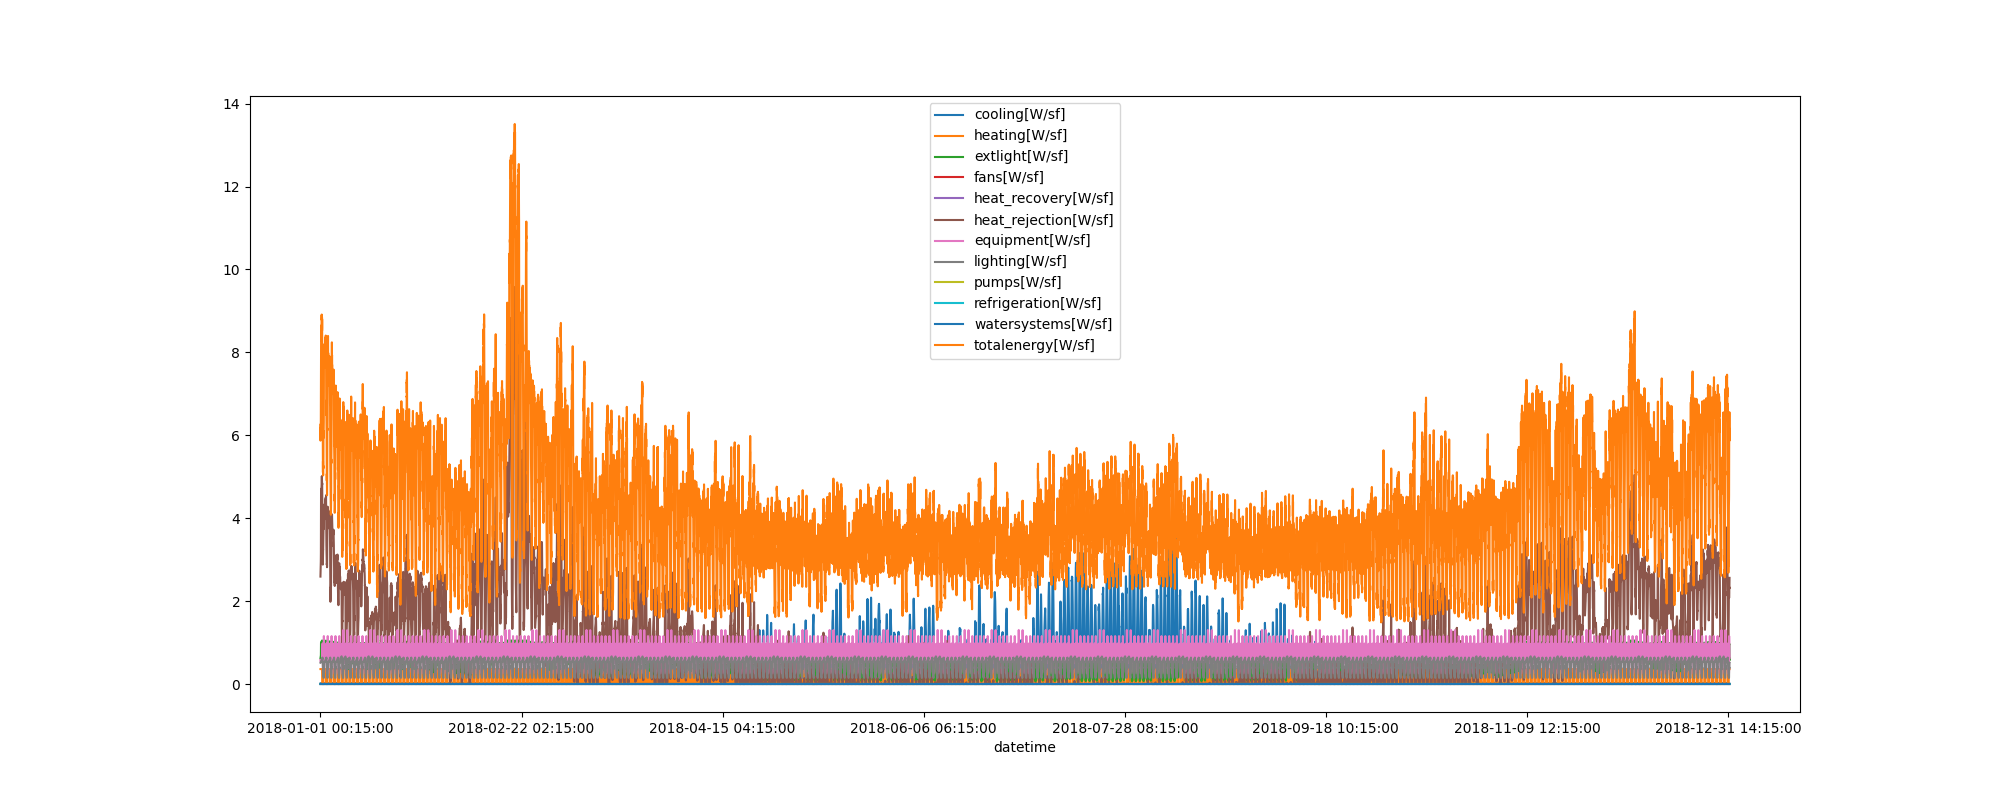 14
12
10
8
6
4
2
0
cooling[W/sf]
heating[W/sf]
extlight[W/sf]
fans[W/sf]
heat_recovery[W/sf]
heat_rejection[W/sf]
equipment[W/sf]
lighting[W/sf]
pumps[W/sf]
refrigeration[W/sf]
watersystems[W/sf]
totalenergy[W/sf]
2018-01-01 00:15:00 2018-02-22 02:15:00 2018-04-15 04:15:00 2018-06-06 06:15:00 2018-07-28 08:15:00 2018-09-18 10:15:00 2018-11-09 12:15:00 2018-12-31 14:15:00
datetime